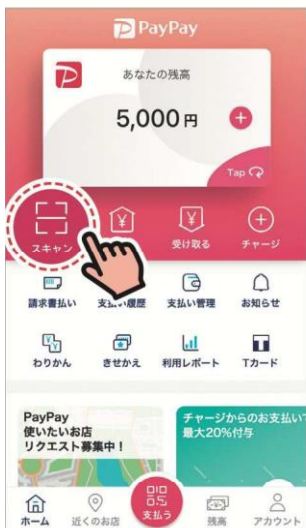 PayPay
あなたの残高
5,000 円
Tap
スキャン
受け取る
チャージ
請求書払い
支払い履歴
支払い管理
お知らせ
わりかん
きせかえ
利用レポート
Tカード
PayPay
使いたいお店
リクエスト募集中！
チャージからのお支払いで
最大20%付与
ホーム
近くのお店
支払う
残高
アカウント